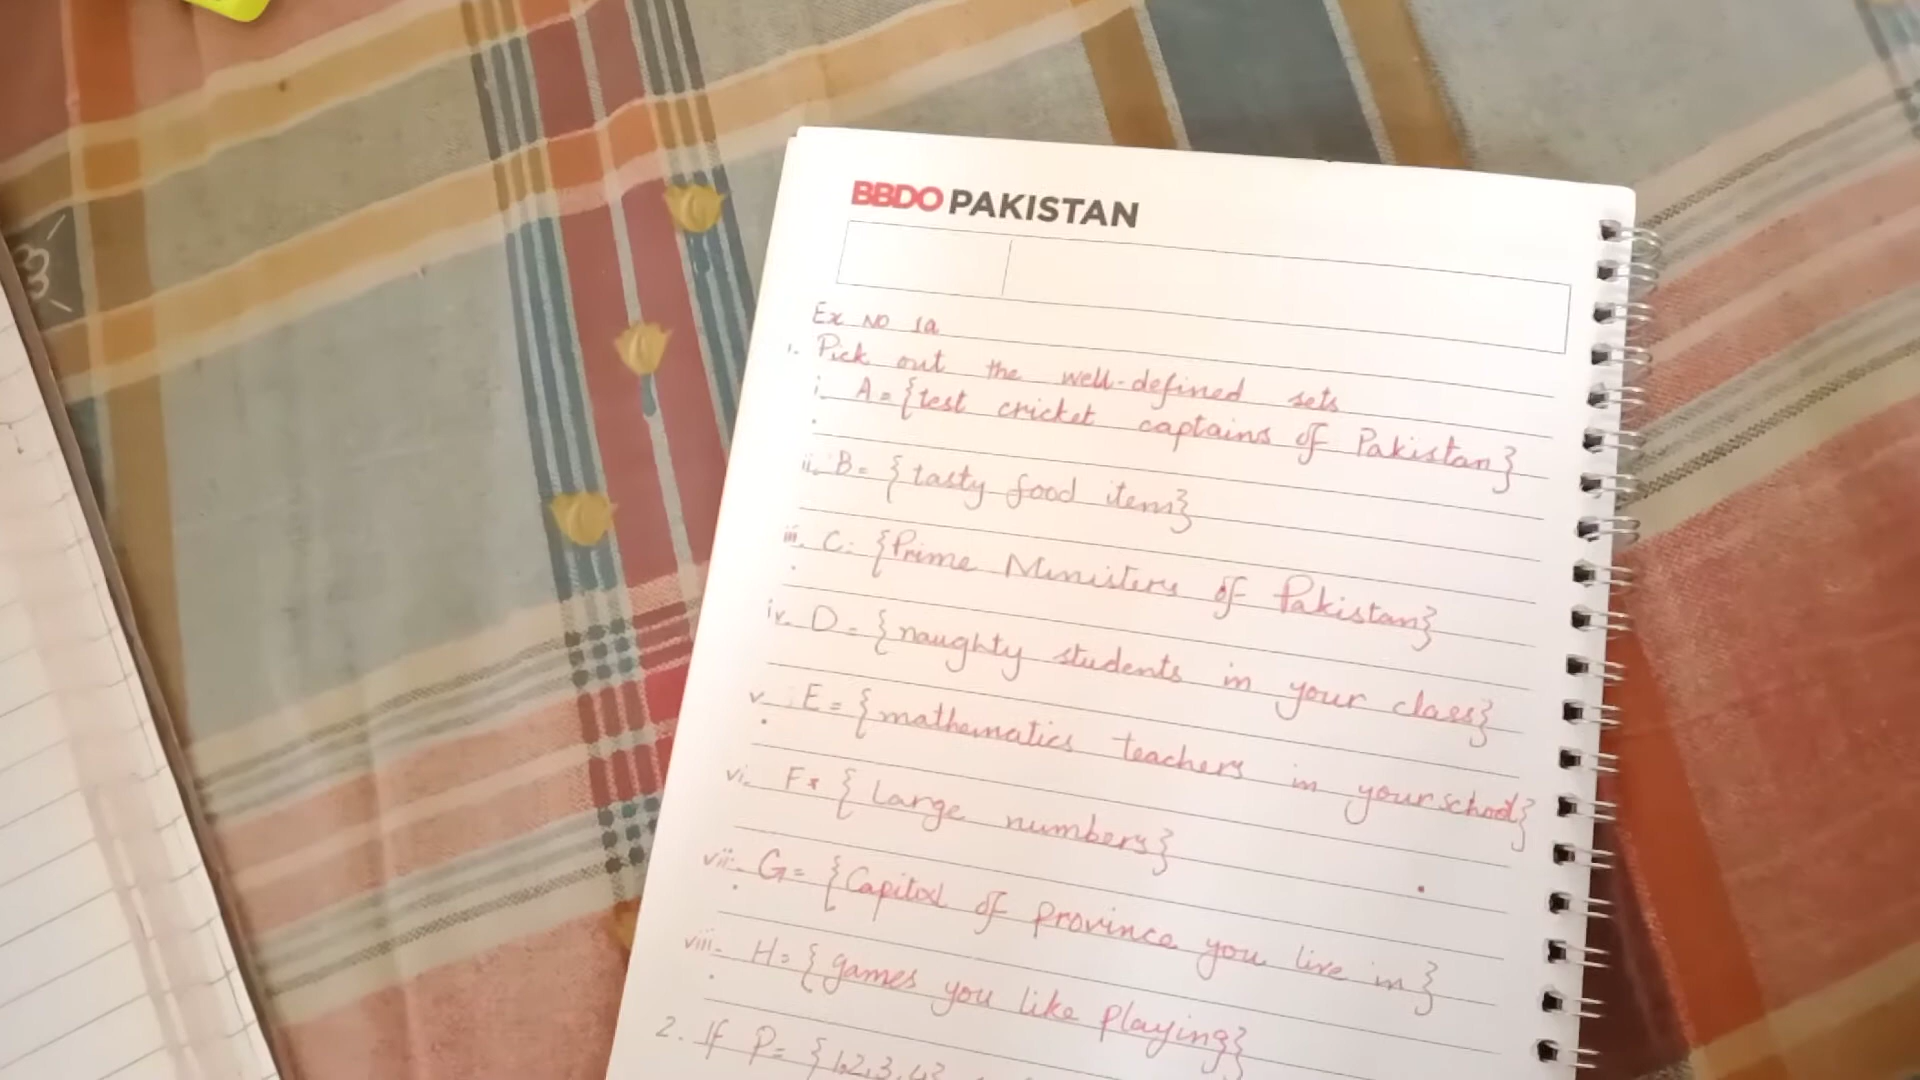 BBDO PAKISTAN
Ex NO 1a
1. Pick out the well-defined sets
i. A = {test cricket captains of Pakistan}
ii. B = {tasty food items}
iii. C = {Prime Ministers of Pakistan}
iv. D = {naughty students in your class}
v. E = {mathematics teachers in your school}
vi. F = {Large numbers}
vii. G = {Capital of province you live in}
viii. H = {games you like playing}
2. If P = {1,2,3,4}